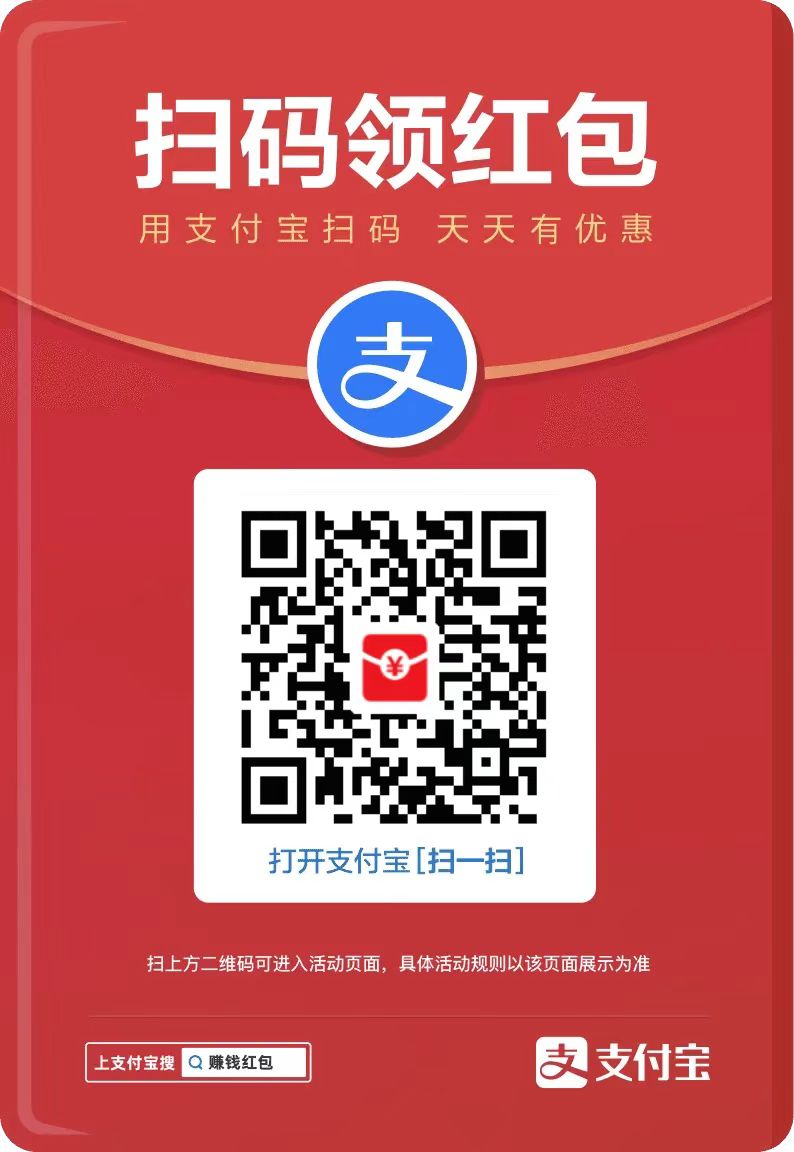 扫码领红包
用支付宝扫码 天天有优惠
支
¥
打开支付宝[扫一扫]
扫上方二维码可进入活动页面，具体活动规则以该页面展示为准
上支付宝搜 赚钱红包
支 支付宝